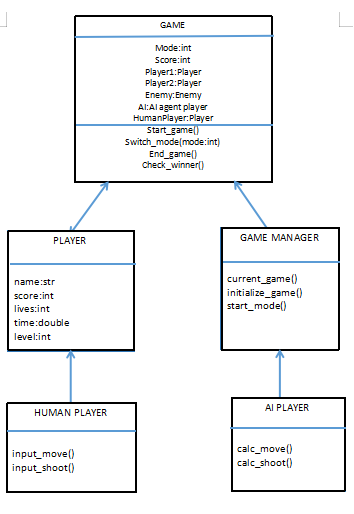 GAME
Mode:int
Score:int
Player1:Player
Player2:Player
Enemy:Enemy
AI:AI agent player
HumanPlayer:Player
Start_game()
Switch_mode(mode:int)
End_game()
Check_winner()
PLAYER
name:str
score:int
lives:int
time:double
level:int
GAME MANAGER
current_game()
initialize_game()
start_mode()
HUMAN PLAYER
input_move()
input_shoot()
AI PLAYER
calc_move()
calc_shoot()